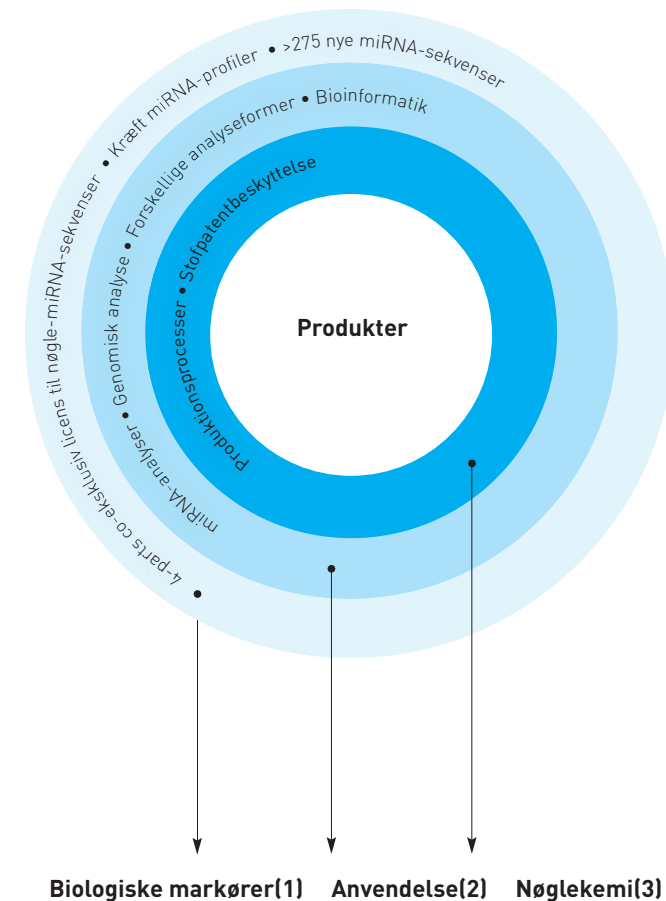 4-parts co-eksklusiv licens til nøgle-miRNA-sekvenser • Kræft miRNA-profiler • >275 nye miRNA-sekvenser
miRNA-analyser • Genomisk analyse • Forskellige analyseformer • Bioinformatik
Produktionsprocesser • Stofpatentbeskyttelse
Produkter
Biologiske markører(1) Anvendelse(2) Nøglekemi(3)